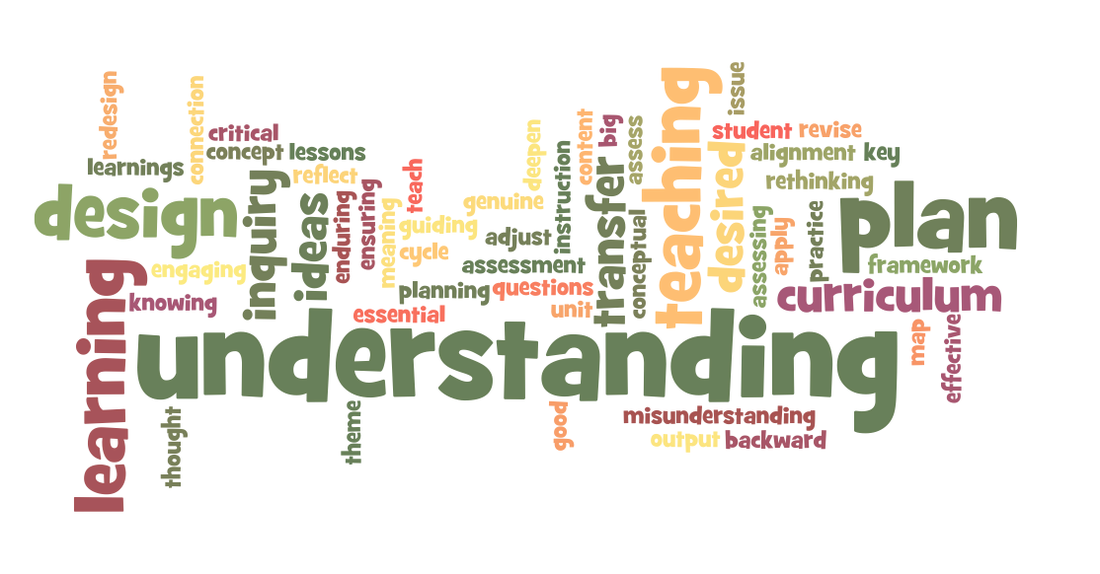 redesign
connection
critical
concept
lessons
learnings
reflect
design
inquiry
ideas
enduring
ensuring
meaning
teach
guiding
cycle
genuine
deepen
adjust
instruction
content
big
assess
transfer
conceptual
teaching
issue
student
revise
desired
alignment
key
rethinking
plan
assessing
apply
practice
framework
curriculum
engaging
knowing
learning
assessment
planning
questions
essential
unit
understanding
map
effective
thought
theme
good
misunderstanding
output
backward